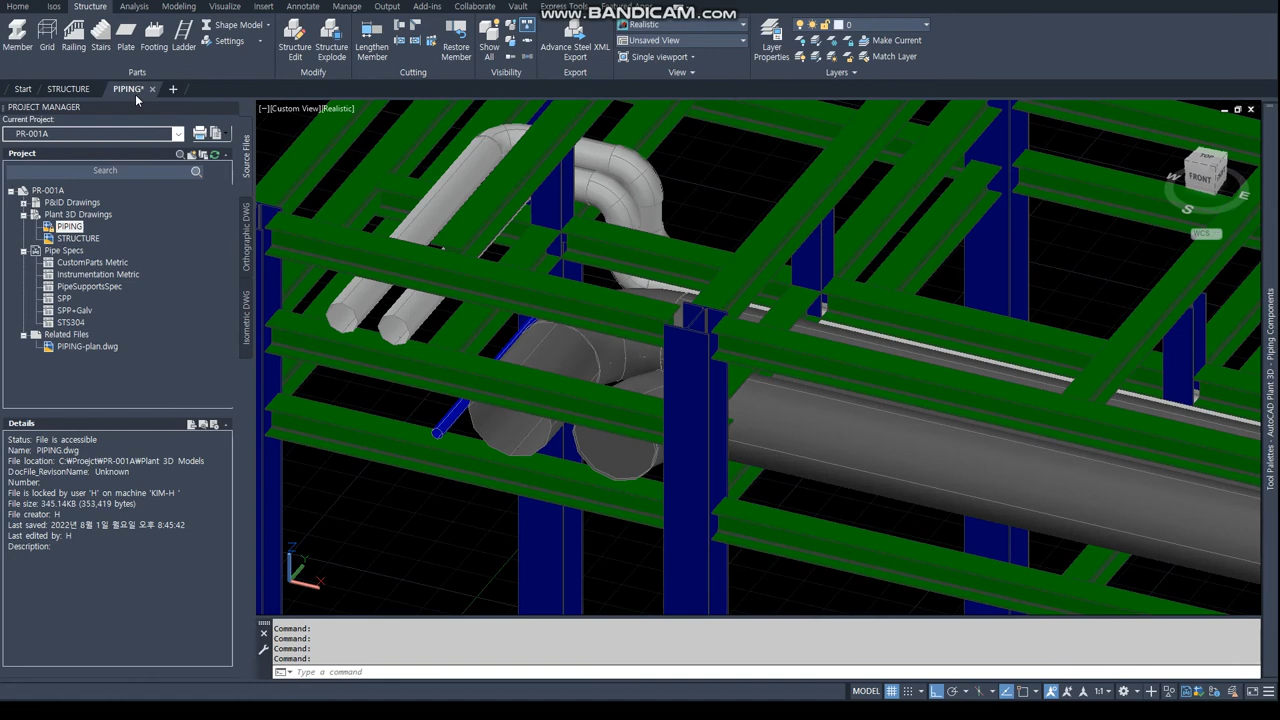 www.BANDICAM.com
Home Isos Structure Analysis Modeling Visualize Insert Annotate Manage Output Add-ins Collaborate Vault Express Tools
Member Grid Railing Stairs Plate Footing Ladder
Shape Model
Settings
Structure Edit
Structure Explode
Lengthen Member
Restore Member
Show All
Advance Steel XML Export
Realistic
Unsaved View
Single viewport
Layer Properties
0
Make Current
Match Layer
Parts Modify Cutting Visibility Export View Layers
Start STRUCTURE PIPING*
PROJECT MANAGER
Current Project:
PR-001A
Project
Search
PR-001A
P&ID Drawings
Plant 3D Drawings
PIPING
STRUCTURE
Pipe Specs
CustomParts Metric
Instrumentation Metric
PipeSupportsSpec
SPP
SPP+Galv
STS304
Related Files
PIPING-plan.dwg
Source Files
Orthographic DWG
Isometric DWG
Details
Status: File is accessible
Name: PIPING.dwg
File location: C:₩Proejct₩PR-001A₩Plant 3D Models
DocFile_RevisonName: Unknown
Number:
File is locked by user 'H' on machine 'KIM-H '
File size: 345.14KB (353,419 bytes)
File creator: H
Last saved: 2022년 8월 1일 월요일 오후 8:45:42
Last edited by: H
Description:
[−][Custom View][Realistic]
TOP
FRONT
W
S
E
WCS
Z
Y
X
Tool Palettes - AutoCAD Plant 3D - Piping Components
Command:
Command:
Command:
Command:
Type a command
MODEL
1:1